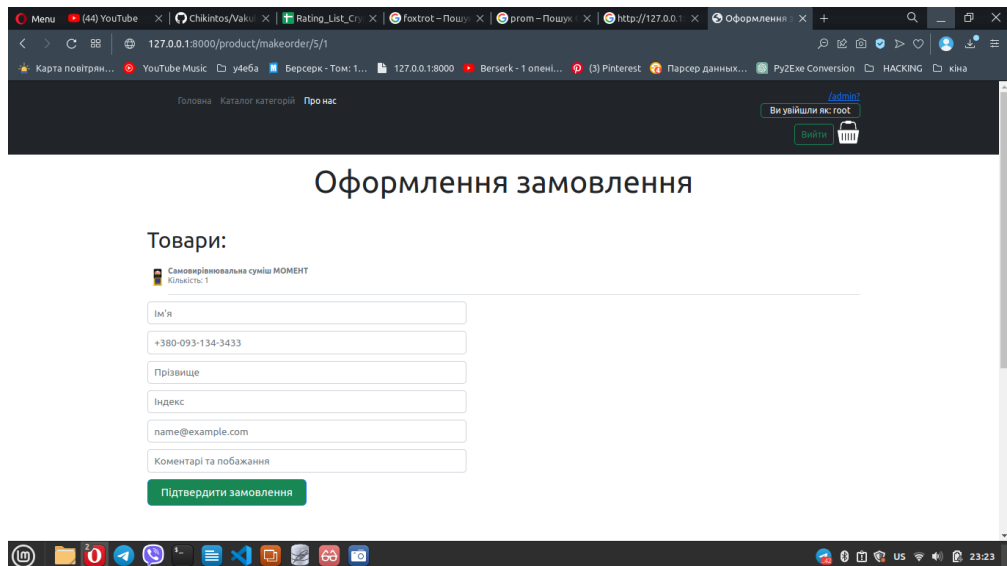 Menu
(44) YouTube
Chikintos/Vakul
Rating_List_Cry
foxtrot – Пошу
prom – Пошук
http://127.0.0.1
Оформлення з
127.0.0.1:8000/product/makeorder/5/1
Карта повітрян...
YouTube Music
у4еба
Берсерк - Том: 1...
127.0.0.1:8000
Berserk - 1 опені...
(3) Pinterest
Парсер данных...
Py2Exe Conversion
HACKING
кіна
Головна Каталог категорій Про нас
/admin?
Ви увійшли як: root
Вийти
Оформлення замовлення
Товари:
Самовирівнювальна суміш МОМЕНТ
Кількість: 1
Ім'я
+380-093-134-3433
Прізвище
Індекс
name@example.com
Коментарі та побажання
Підтвердити замовлення
2
US
23:23